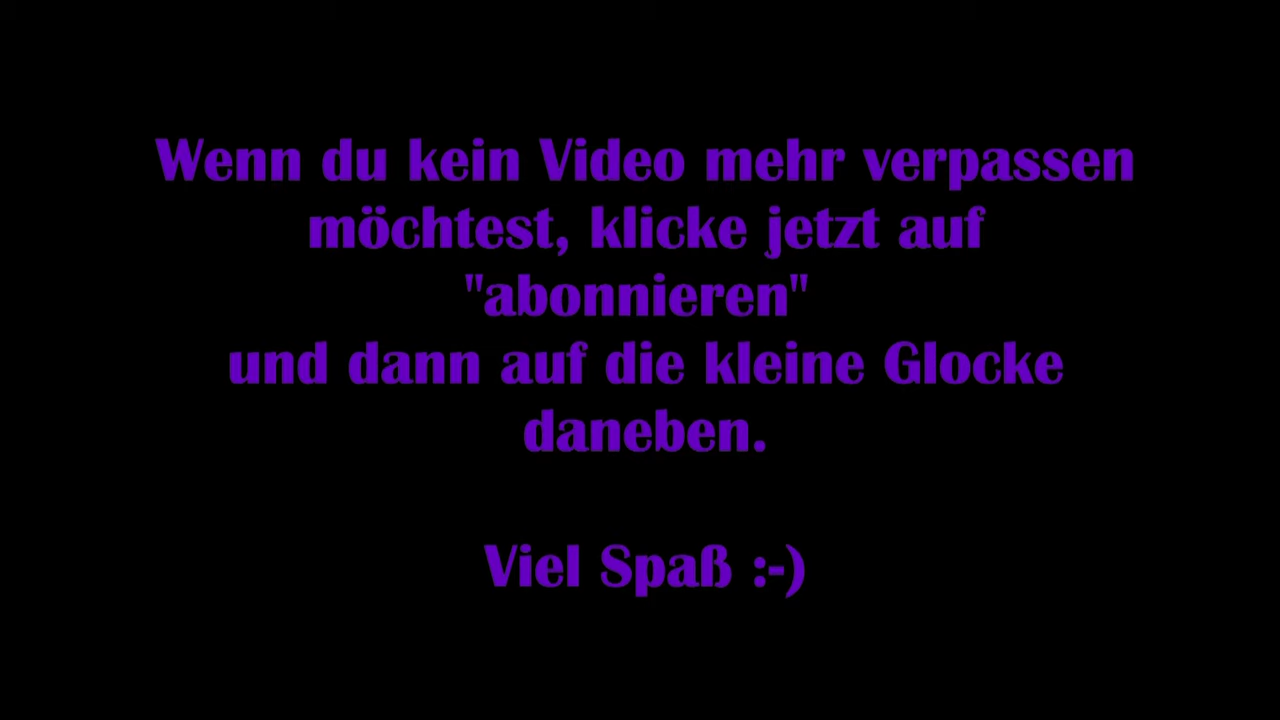 Wenn du kein Video mehr verpassen
möchtest, klicke jetzt auf
"abonnieren"
und dann auf die kleine Glocke
daneben.
Viel Spaß :-)